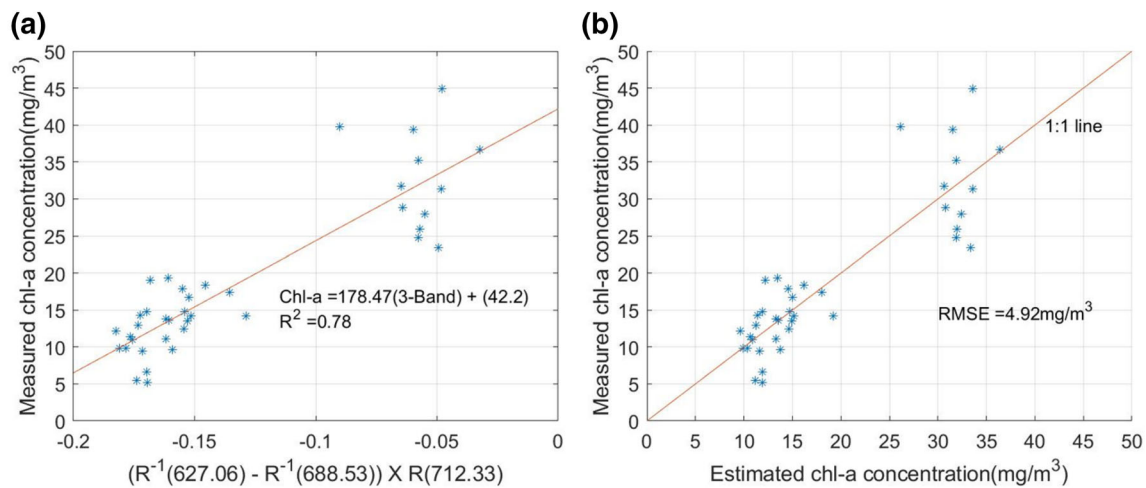 (a)
Measured chl-a concentration(mg/m³)
50
45
40
35
30
25
20
15
10
5
0
Chl-a =178.47(3-Band) + (42.2)
R² =0.78
-0.2 -0.15 -0.1 -0.05 0
(R⁻¹(627.06) - R⁻¹(688.53)) X R(712.33)
(b)
Measured chl-a concentration(mg/m³)
50
45
40
35
30
25
20
15
10
5
0
1:1 line
RMSE =4.92mg/m³
0 5 10 15 20 25 30 35 40 45 50
Estimated chl-a concentration(mg/m³)